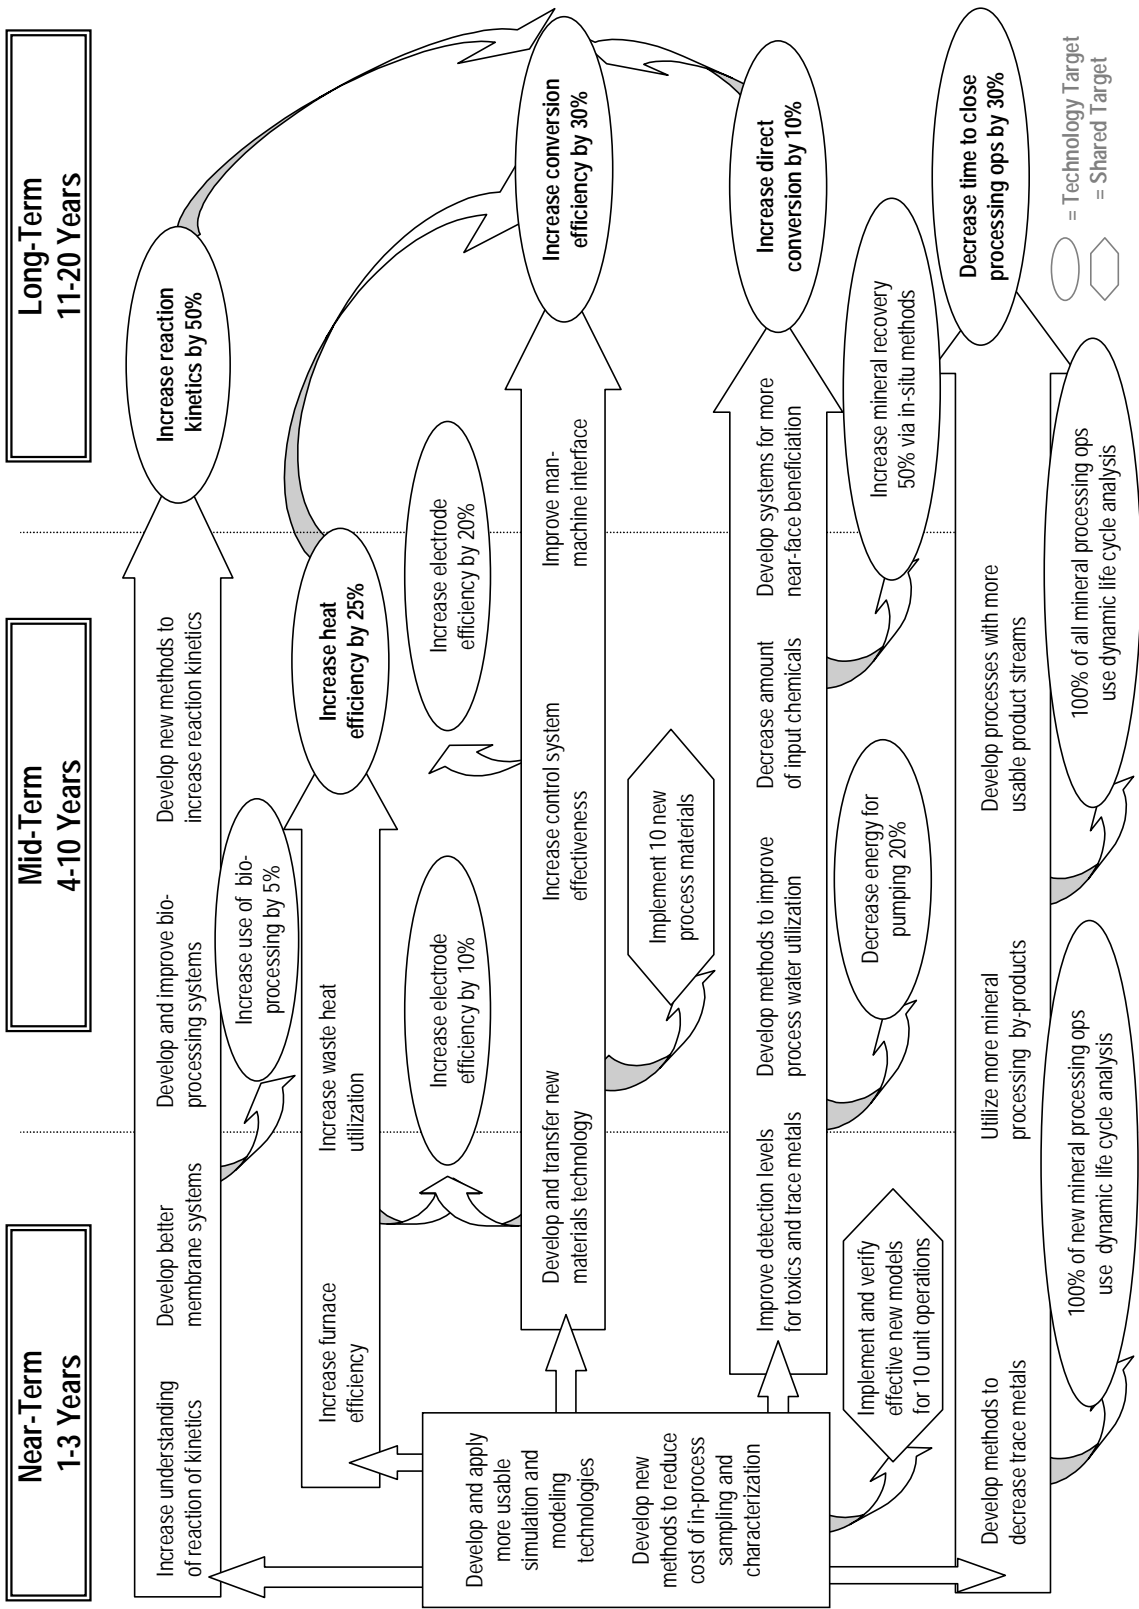 Near-Term
1-3 Years
Mid-Term
4-10 Years
Long-Term
11-20 Years
Increase understanding
of reaction of kinetics
Develop better
membrane systems
Develop and improve bio-
processing systems
Develop new methods to
increase reaction kinetics
Increase reaction
kinetics by 50%
Increase use of bio-
processing by 5%
Increase furnace
efficiency
Increase waste heat
utilization
Increase heat
efficiency by 25%
Increase electrode
efficiency by 10%
Increase electrode
efficiency by 20%
Develop and apply
more usable
simulation and
modeling
technologies
Develop new
methods to reduce
cost of in-process
sampling and
characterization
Develop and transfer new
materials technology
Increase control system
effectiveness
Improve man-
machine interface
Increase conversion
efficiency by 30%
Implement 10 new
process materials
Improve detection levels
for toxics and trace metals
Develop methods to improve
process water utilization
Decrease amount
of input chemicals
Develop systems for more
near-face beneficiation
Increase direct
conversion by 10%
Implement and verify
effective new models
for 10 unit operations
Decrease energy for
pumping 20%
Increase mineral recovery
50% via in-situ methods
Develop methods to
decrease trace metals
Utilize more mineral
processing by-products
Develop processes with more
usable product streams
Decrease time to close
processing ops by 30%
100% of new mineral processing ops
use dynamic life cycle analysis
100% of all mineral processing ops
use dynamic life cycle analysis
= Technology Target
= Shared Target